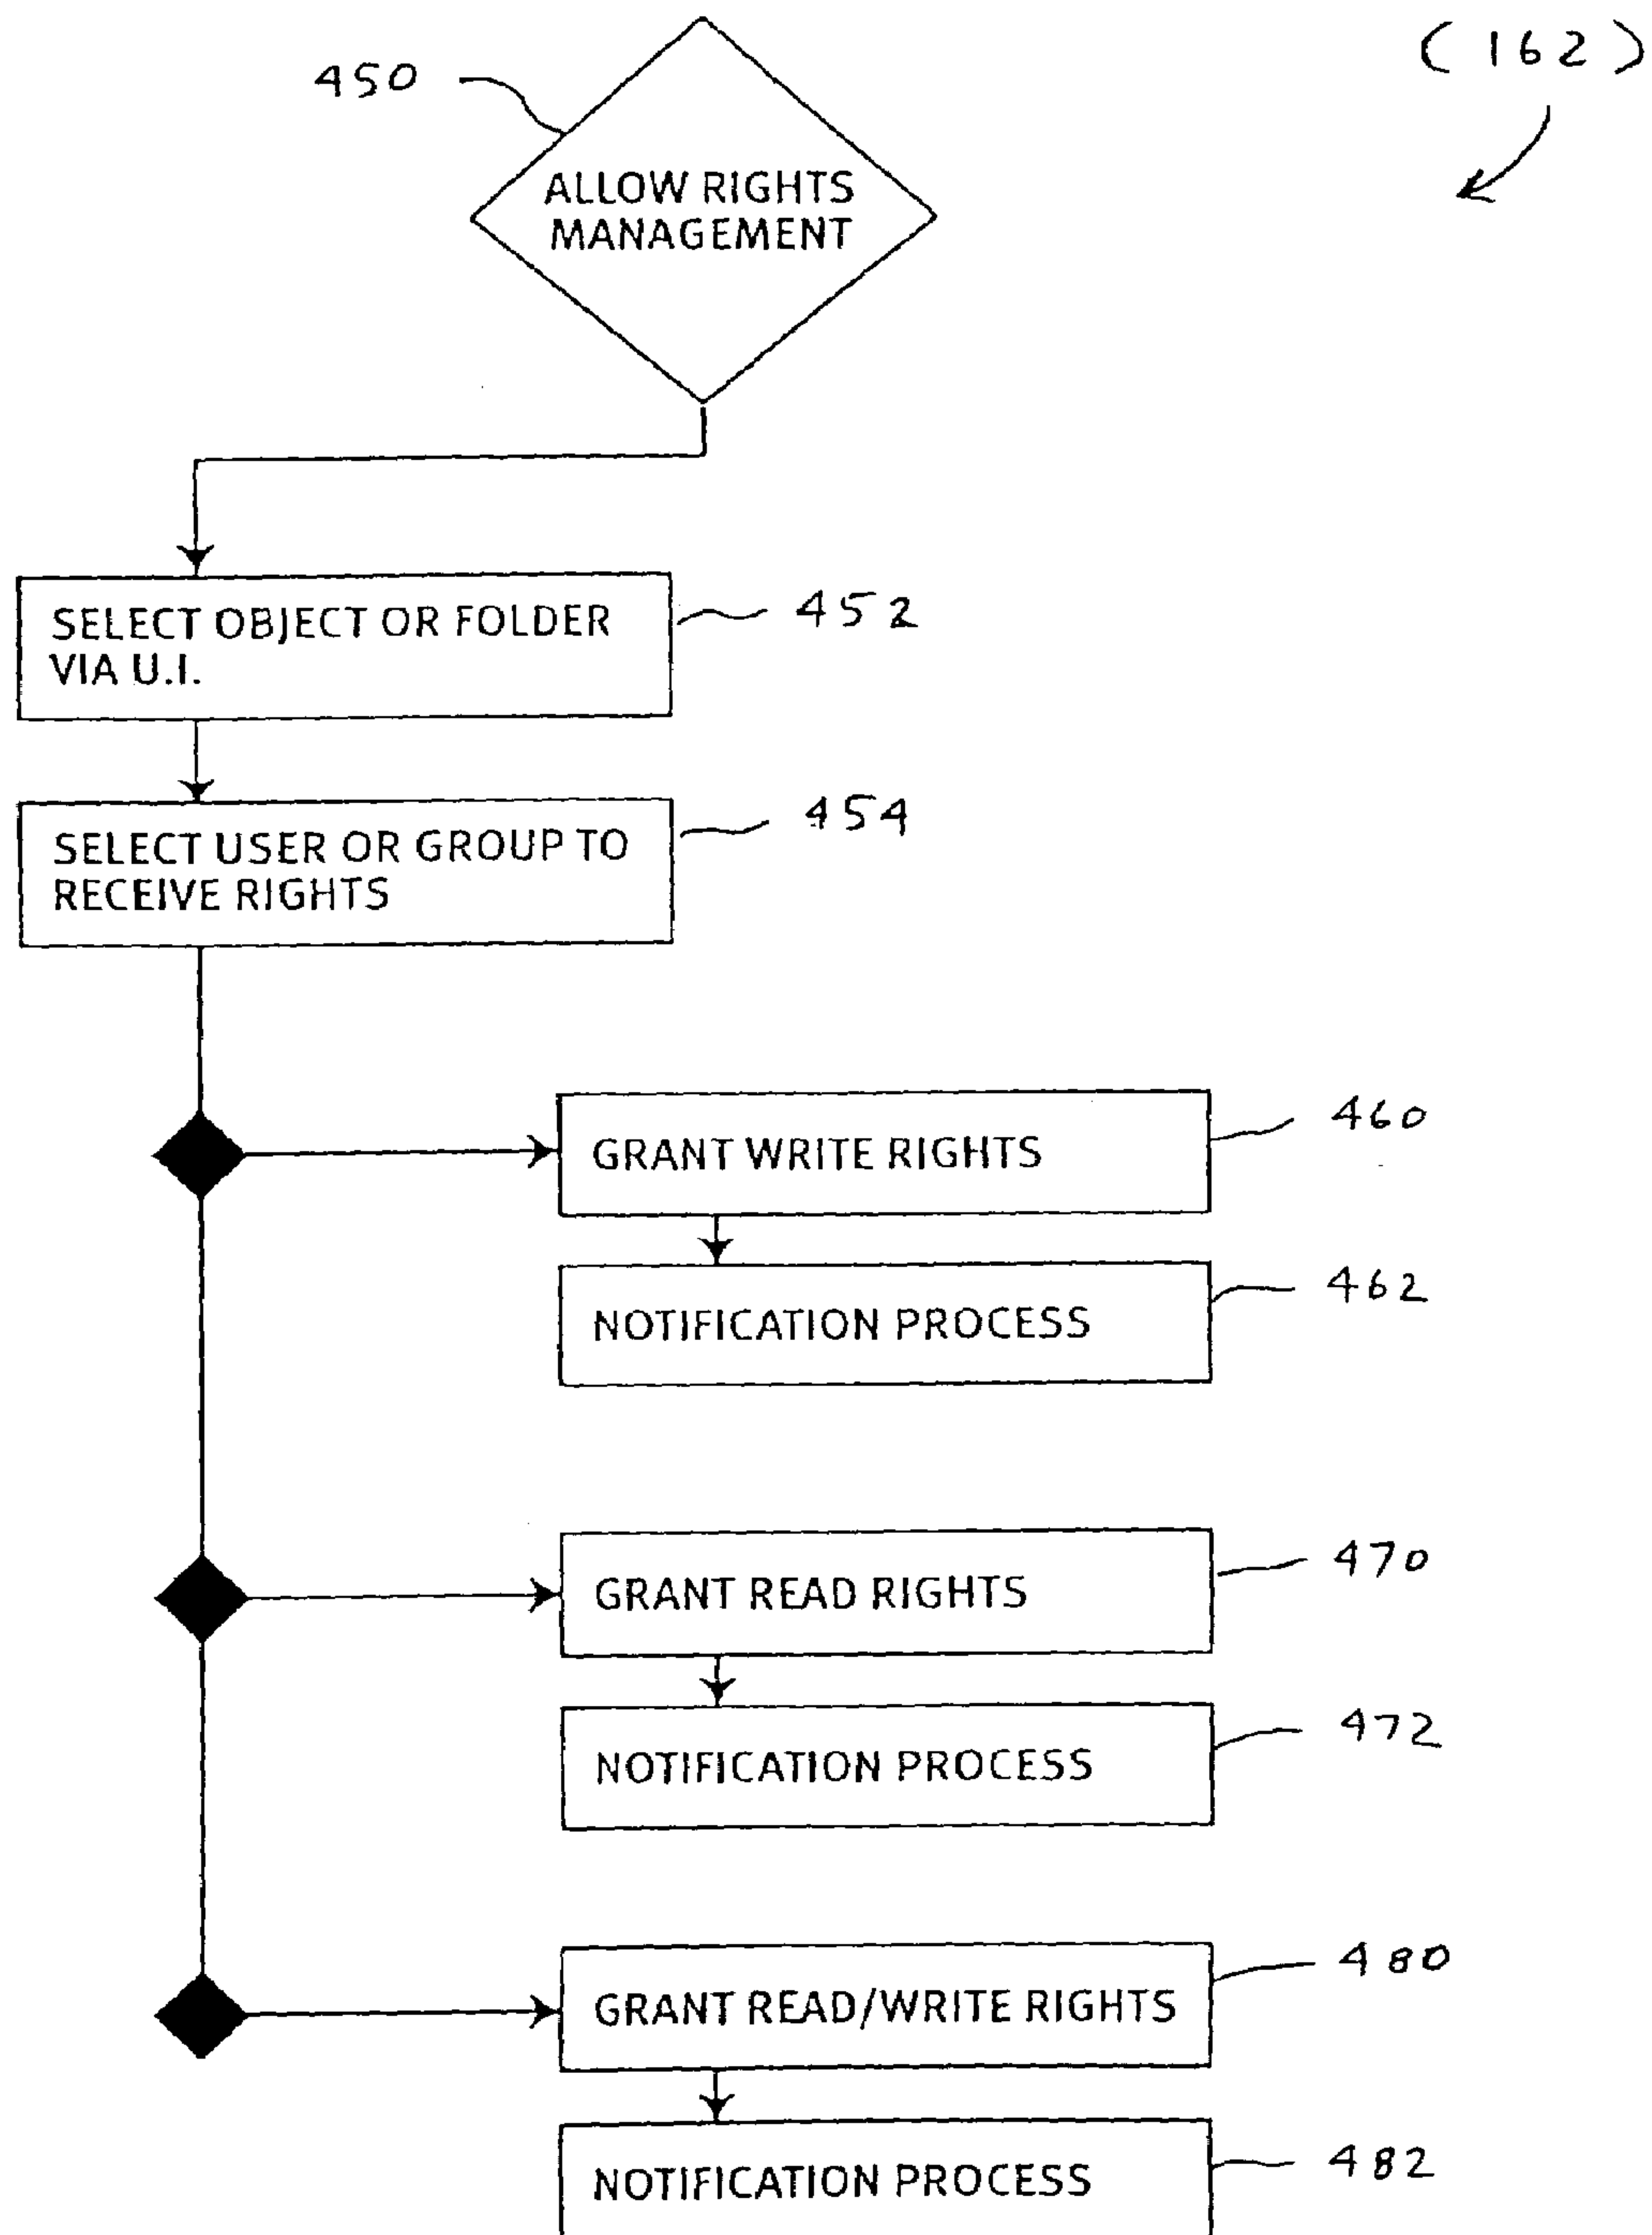 (162)
450
ALLOW RIGHTS
MANAGEMENT
SELECT OBJECT OR FOLDER
VIA U.I.
452
SELECT USER OR GROUP TO
RECEIVE RIGHTS
454
GRANT WRITE RIGHTS
460
NOTIFICATION PROCESS
462
GRANT READ RIGHTS
470
NOTIFICATION PROCESS
472
GRANT READ/WRITE RIGHTS
480
NOTIFICATION PROCESS
482